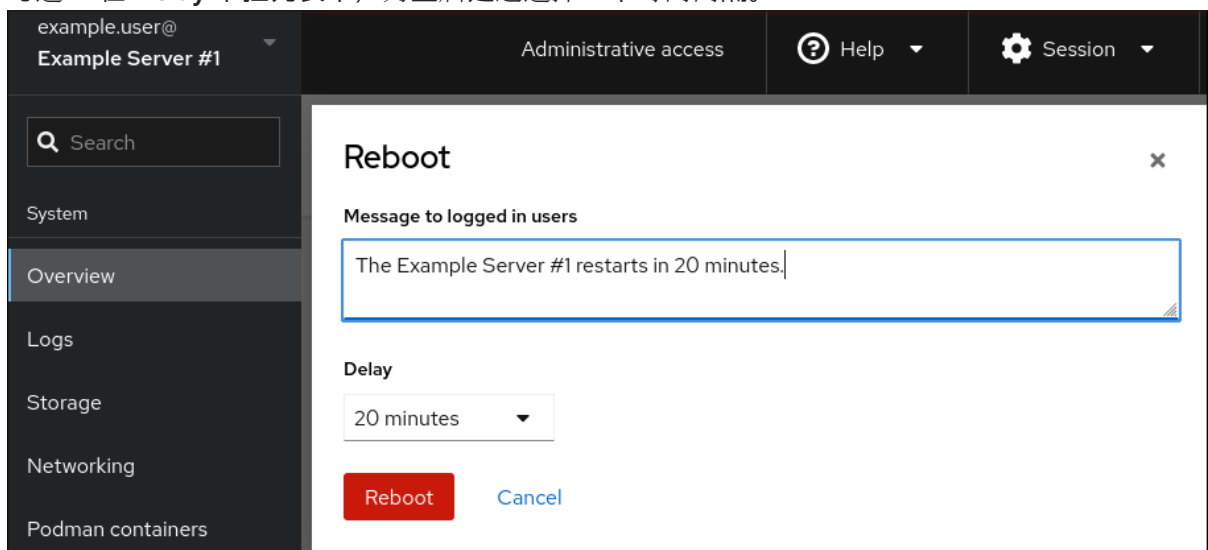 example.user@
Example Server #1
Administrative access
Help
Session
Search
System
Overview
Logs
Storage
Networking
Podman containers
Reboot
Message to logged in users
The Example Server #1 restarts in 20 minutes.
Delay
20 minutes
Reboot
Cancel